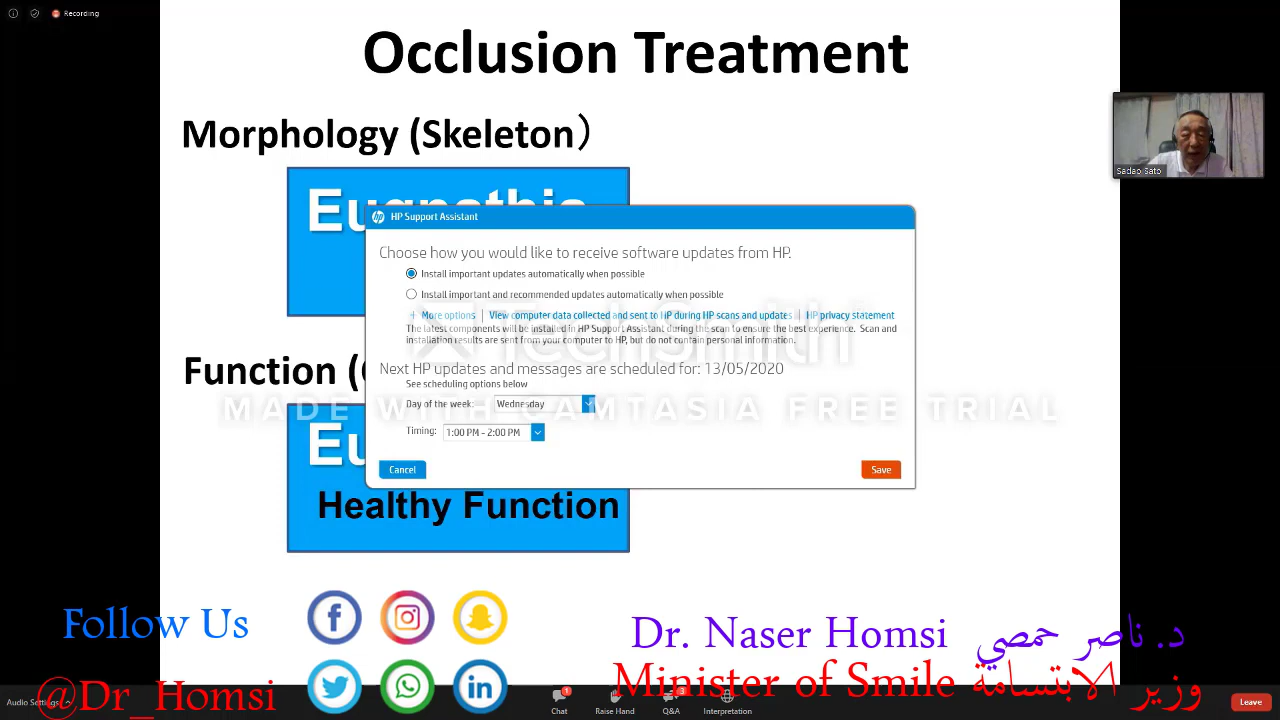 Recording
Occlusion Treatment
Morphology (Skeleton）
Sadao Sato
HP Support Assistant
Choose how you would like to receive software updates from HP.
Install important updates automatically when possible
Install important and recommended updates automatically when possible
+ More options | View computer data collected and sent to HP during HP scans and updates | HP privacy statement
The latest components will be installed in HP Support Assistant during the scan to ensure the best experience. Scan and
installation results are sent from your computer to HP, but do not contain personal information.
TechSmith
Function (
Next HP updates and messages are scheduled for: 13/05/2020
See scheduling options below
Day of the week: Wednesday
MADE WITH CAMTASIA FREE TRIAL
Timing: 1:00 PM - 2:00 PM
Cancel
Save
Healthy Function
Follow Us
Dr. Naser Homsi د. ناصر حمصي
Minister of Smile وزير الابتسامة
@Dr_Homsi
Audio Settings
Chat 1
Raise Hand
Q&A 3
Interpretation
Leave